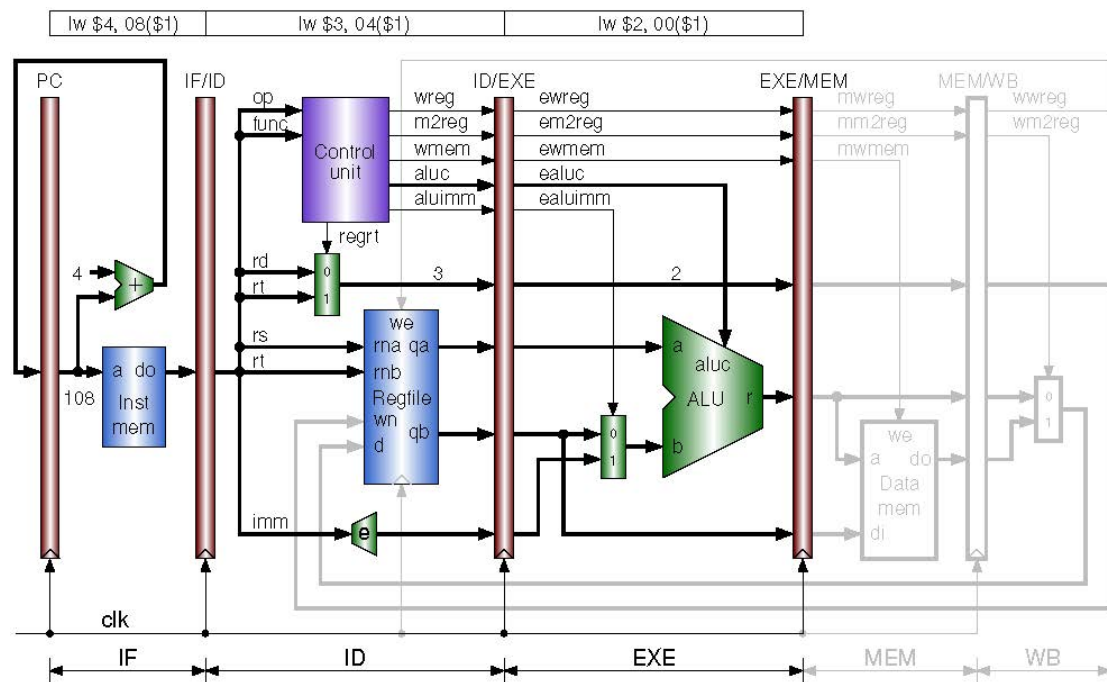 lw $4, 08($1) lw $3, 04($1) lw $2, 00($1)
PC IF/ID ID/EXE EXE/MEM MEM/WB
op wreg ewreg mwreg wwreg
func m2reg em2reg mm2reg wm2reg
Control unit
wmem ewmem mwmem
aluc ealuc
aluimm ealuimm
regrt
4 + rd 0 3 2
rt 1
rs we
rna qa a aluc
rt rnb ALU r
a do
108 Inst mem
Regfile
wn qb
d
0 1 b
0 1
we
a do
Data mem
di
imm e
clk
IF ID EXE MEM WB